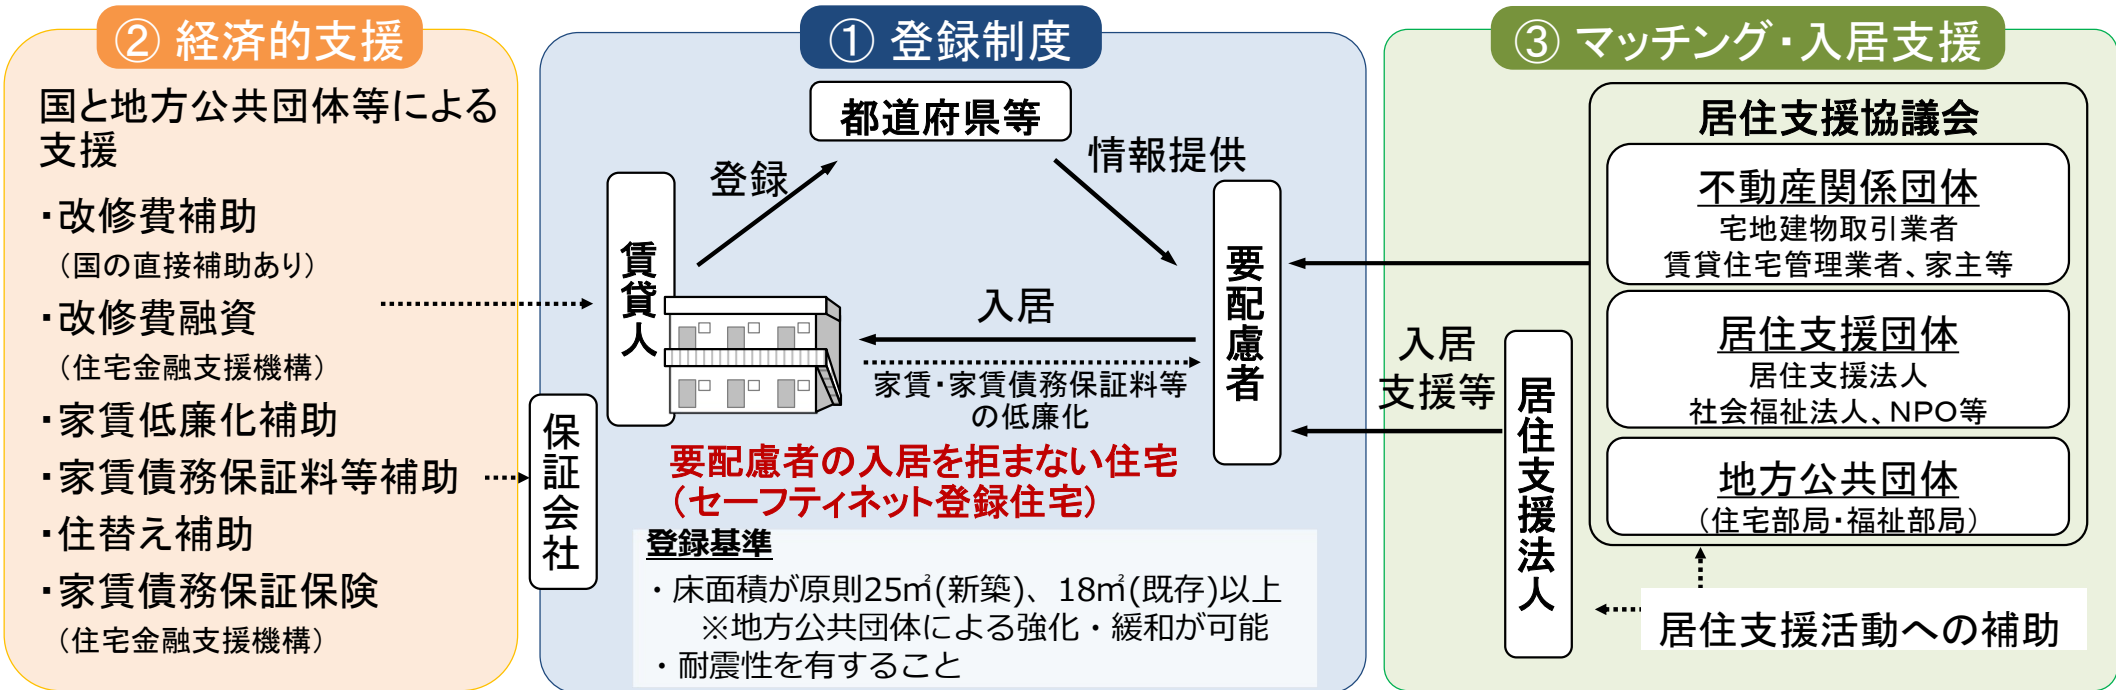 ② 経済的支援
国と地方公共団体等による
支援
・改修費補助
（国の直接補助あり）
・改修費融資
（住宅金融支援機構）
・家賃低廉化補助
・家賃債務保証料等補助
・住替え補助
・家賃債務保証保険
（住宅金融支援機構）
保証会社
① 登録制度
都道府県等
登録
情報提供
賃貸人
要配慮者
入居
家賃・家賃債務保証料等
の低廉化
要配慮者の入居を拒まない住宅
（セーフティネット登録住宅）
登録基準
・床面積が原則25㎡(新築)、18㎡(既存)以上
※地方公共団体による強化・緩和が可能
・耐震性を有すること
③ マッチング・入居支援
居住支援協議会
不動産関係団体
宅地建物取引業者
賃貸住宅管理業者、家主等
居住支援団体
居住支援法人
社会福祉法人、NPO等
地方公共団体
（住宅部局・福祉部局）
入居
支援等
居住支援法人
居住支援活動への補助